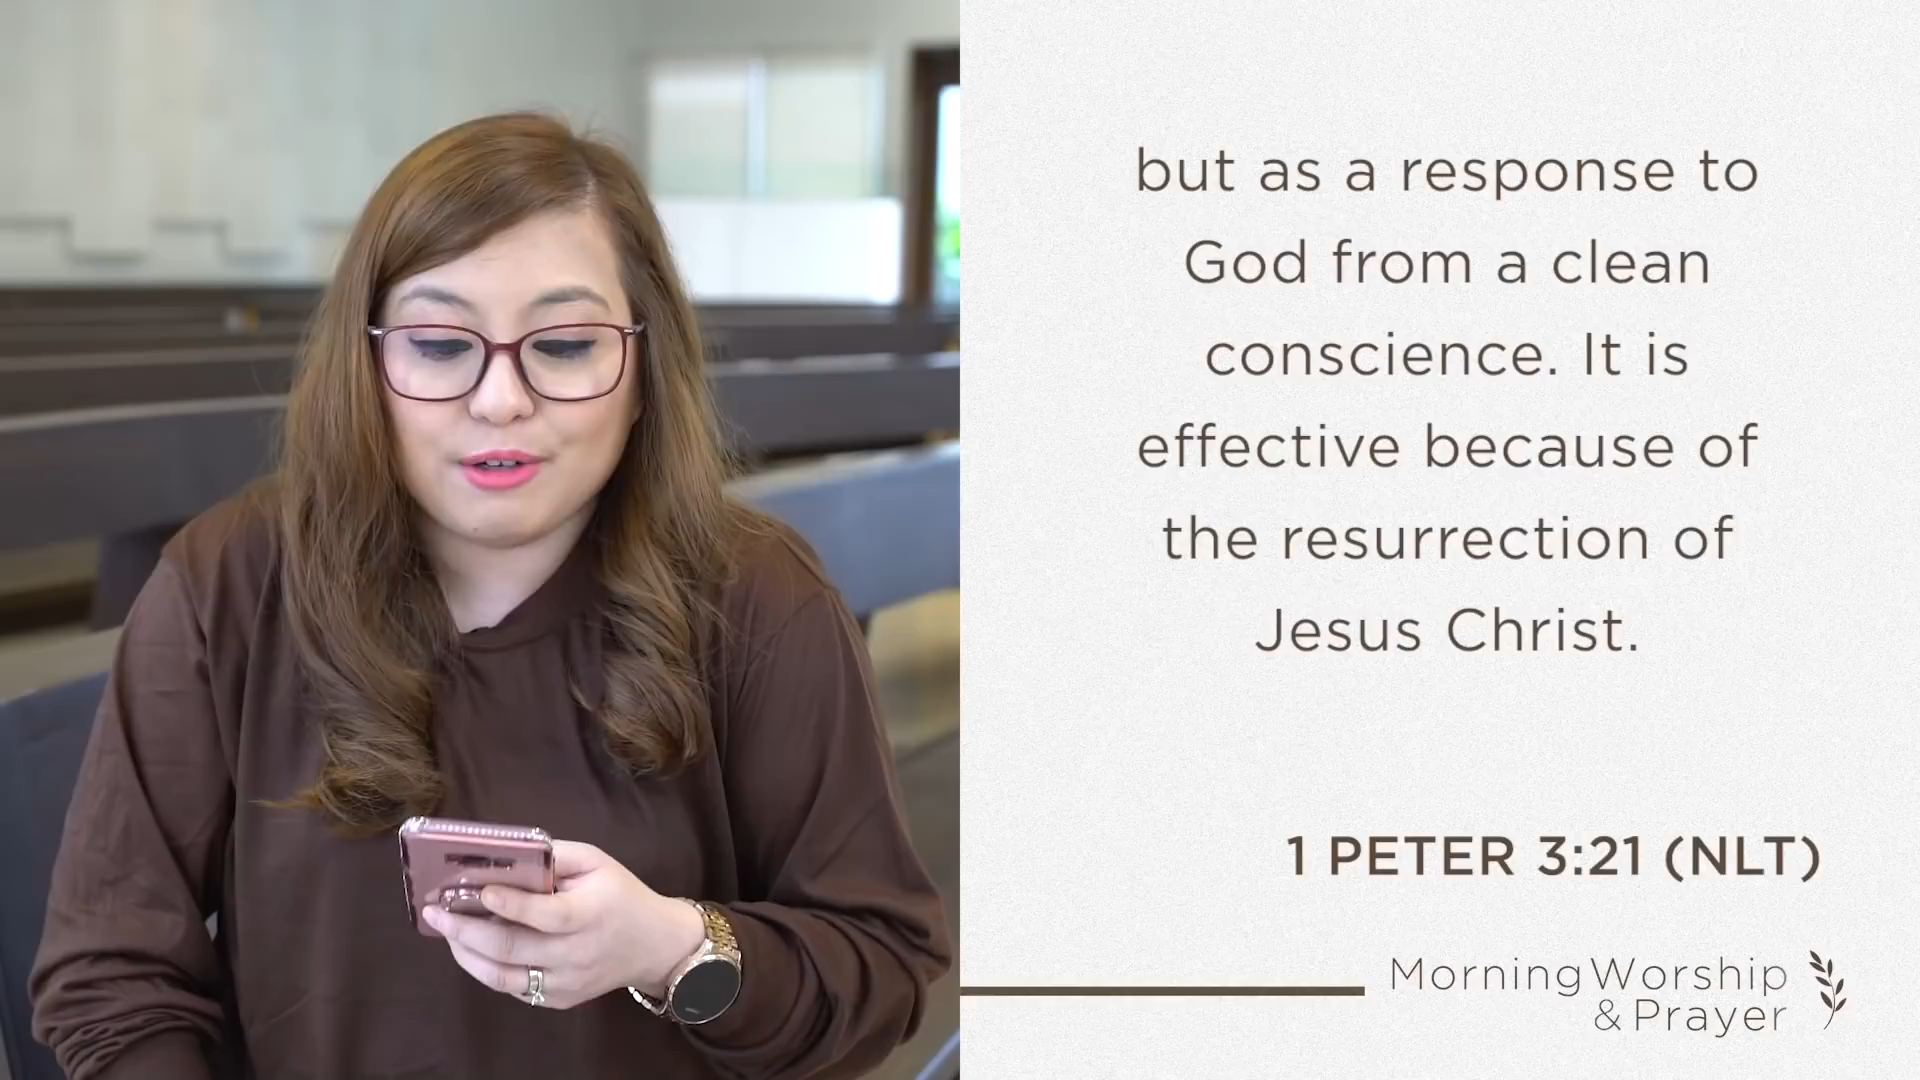 but as a response to
God from a clean
conscience. It is
effective because of
the resurrection of
Jesus Christ.
1 PETER 3:21 (NLT)
Morning Worship
& Prayer